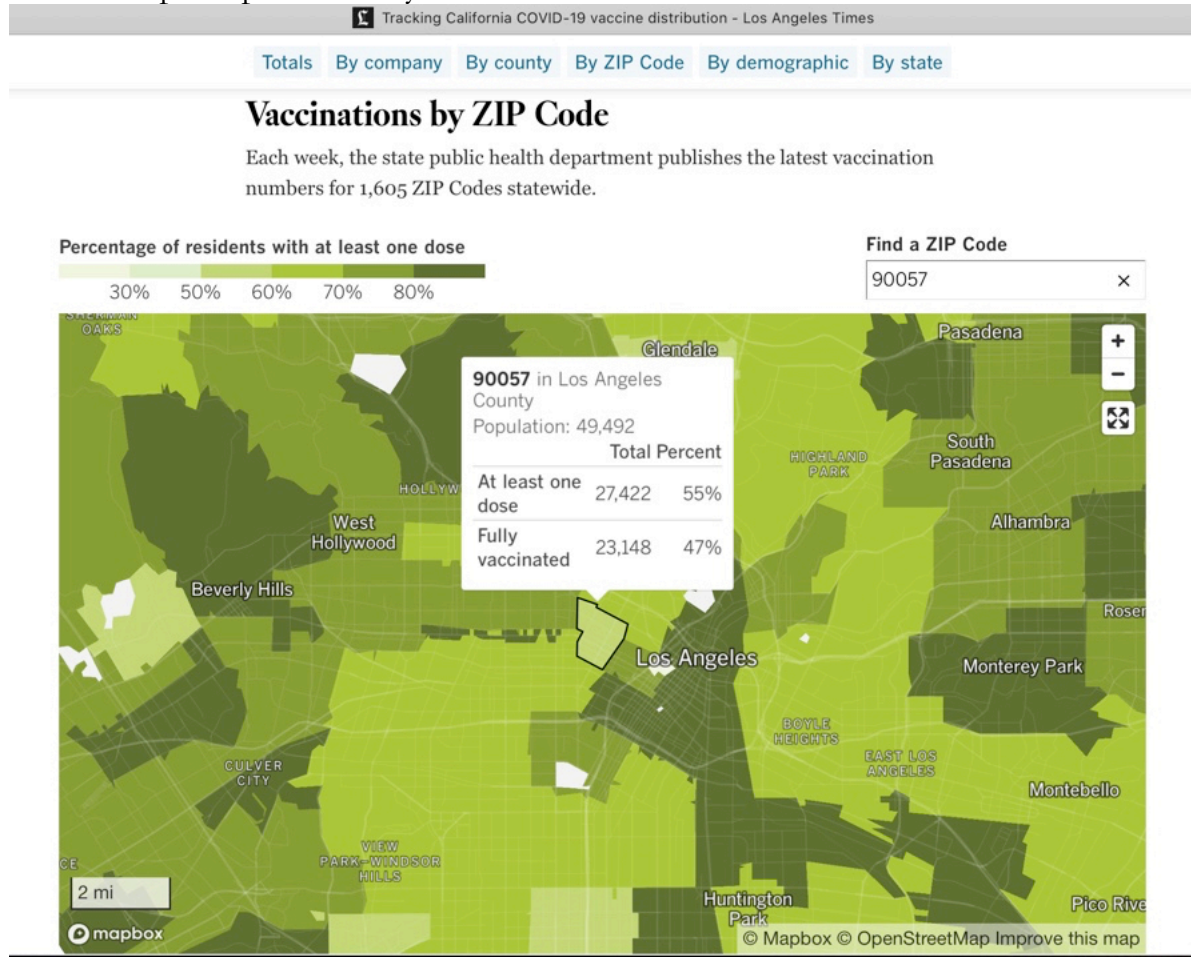 Tracking California COVID-19 vaccine distribution - Los Angeles Times
Totals By company By county By ZIP Code By demographic By state
Vaccinations by ZIP Code
Each week, the state public health department publishes the latest vaccination
numbers for 1,605 ZIP Codes statewide.
Percentage of residents with at least one dose
30% 50% 60% 70% 80%
Find a ZIP Code
90057 ×
SHERMAN
OAKS
Glendale
Pasadena
+
−
90057 in Los Angeles
County
Population: 49,492
Total Percent
At least one
dose 27,422 55%
Fully
vaccinated 23,148 47%
HOLLYW
HIGHLAND
PARK
South
Pasadena
West
Hollywood
Alhambra
Beverly Hills
Rosem
Los Angeles
Monterey Park
BOYLE
HEIGHTS
EAST LOS
ANGELES
CULVER
CITY
Montebello
VIEW
PARK–WINDSOR
HILLS
CE
2 mi
Huntington
Park
Pico Rive
mapbox
© Mapbox © OpenStreetMap Improve this map